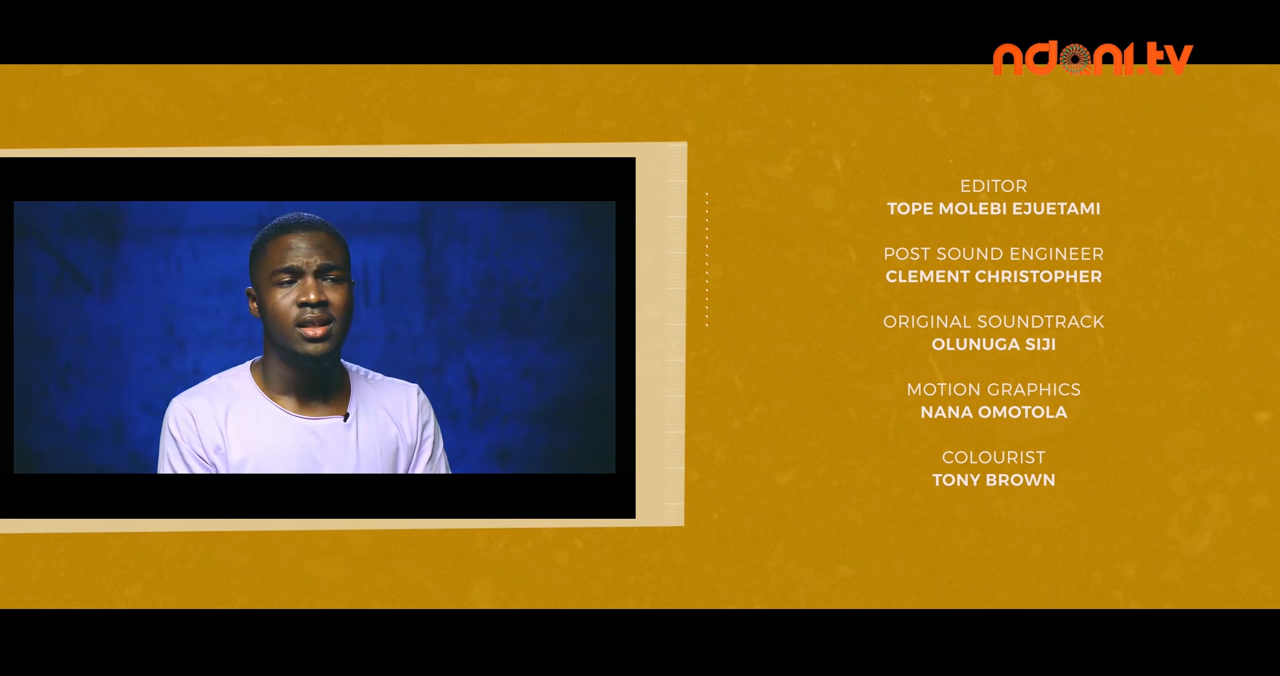 ndani.tv
EDITOR
TOPE MOLEBI EJUETAMI
POST SOUND ENGINEER
CLEMENT CHRISTOPHER
ORIGINAL SOUNDTRACK
OLUNUGA SIJI
MOTION GRAPHICS
NANA OMOTOLA
COLOURIST
TONY BROWN